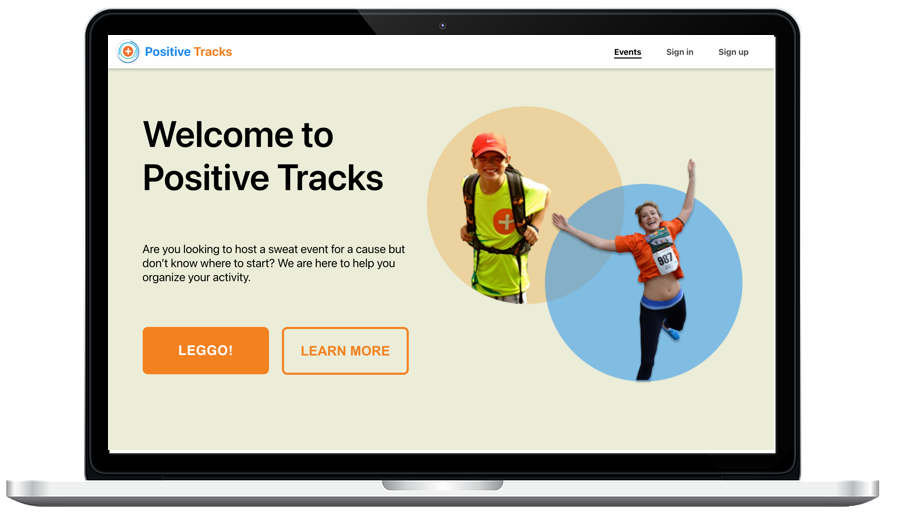 Positive Tracks
Events
Sign in
Sign up
Welcome to
Positive Tracks
Are you looking to host a sweat event for a cause but
don't know where to start? We are here to help you
organize your activity.
LEGGO!
LEARN MORE
987